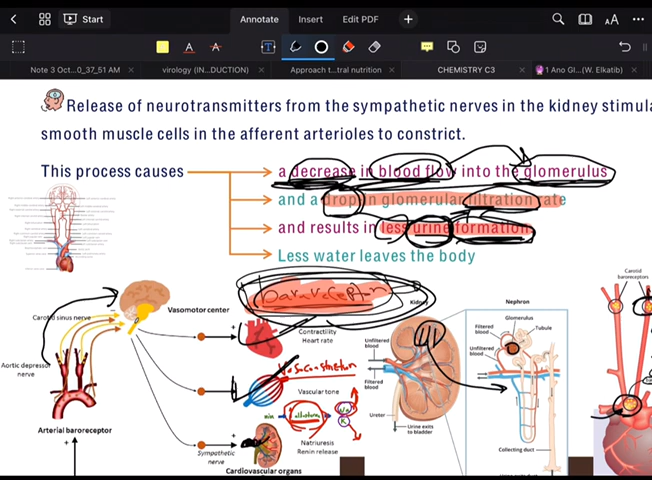 Start
Annotate
Insert
Edit PDF
Note 3 Oct...0_37_51 AM
virology (IN...DUCTION)
Approach t...tral nutrition
CHEMISTRY C3
1 Ano Gl...(W. Elkatib)
Release of neurotransmitters from the sympathetic nerves in the kidney stimula
smooth muscle cells in the afferent arterioles to constrict.
This process causes
a decrease in blood flow into the glomerulus
and a drop in glomerular filtration rate
and results in less urine formation
Less water leaves the body
Carotid sinus nerve
Vasomotor center
Contractility
Heart rate
Aortic depressor
nerve
Vasoconstriction
Vascular tone
Arterial baroreceptor
+
Sympathetic
nerve
Natriuresis
Renin release
Cardiovascular organs
Kidney
Unfiltered
blood
Filtered
blood
Ureter
Urine exits
to bladder
Nephron
Glomerulus
Filtered
blood
Tubule
Unfiltered
blood
Collecting duct
Carotid
baroreceptors